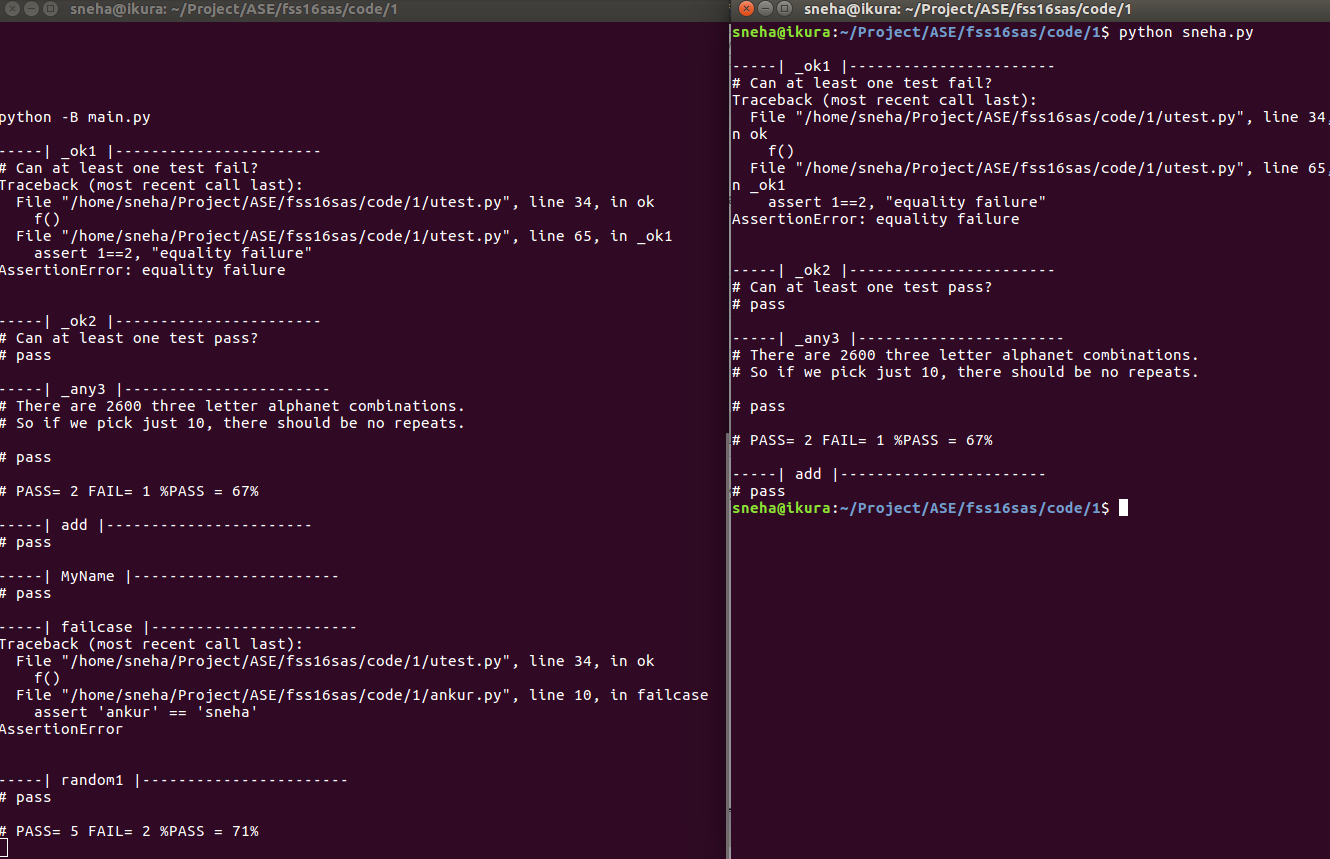 sneha@ikura: ~/Project/ASE/fss16sas/code/1
python -B main.py
-----| _ok1 |-----------------------
# Can at least one test fail?
Traceback (most recent call last):
  File "/home/sneha/Project/ASE/fss16sas/code/1/utest.py", line 34, in ok
    f()
  File "/home/sneha/Project/ASE/fss16sas/code/1/utest.py", line 65, in _ok1
    assert 1==2, "equality failure"
AssertionError: equality failure
-----| _ok2 |-----------------------
# Can at least one test pass?
# pass
-----| _any3 |-----------------------
# There are 2600 three letter alphanet combinations.
# So if we pick just 10, there should be no repeats.
# pass
# PASS= 2 FAIL= 1 %PASS = 67%
-----| add |-----------------------
# pass
-----| MyName |-----------------------
# pass
-----| failcase |-----------------------
Traceback (most recent call last):
  File "/home/sneha/Project/ASE/fss16sas/code/1/utest.py", line 34, in ok
    f()
  File "/home/sneha/Project/ASE/fss16sas/code/1/ankur.py", line 10, in failcase
    assert 'ankur' == 'sneha'
AssertionError
-----| random1 |-----------------------
# pass
# PASS= 5 FAIL= 2 %PASS = 71%
sneha@ikura: ~/Project/ASE/fss16sas/code/1
sneha@ikura:~/Project/ASE/fss16sas/code/1$ python sneha.py
-----| _ok1 |-----------------------
# Can at least one test fail?
Traceback (most recent call last):
  File "/home/sneha/Project/ASE/fss16sas/code/1/utest.py", line 34,
n ok
    f()
  File "/home/sneha/Project/ASE/fss16sas/code/1/utest.py", line 65,
n _ok1
    assert 1==2, "equality failure"
AssertionError: equality failure
-----| _ok2 |-----------------------
# Can at least one test pass?
# pass
-----| _any3 |-----------------------
# There are 2600 three letter alphanet combinations.
# So if we pick just 10, there should be no repeats.
# pass
# PASS= 2 FAIL= 1 %PASS = 67%
-----| add |-----------------------
# pass
sneha@ikura:~/Project/ASE/fss16sas/code/1$